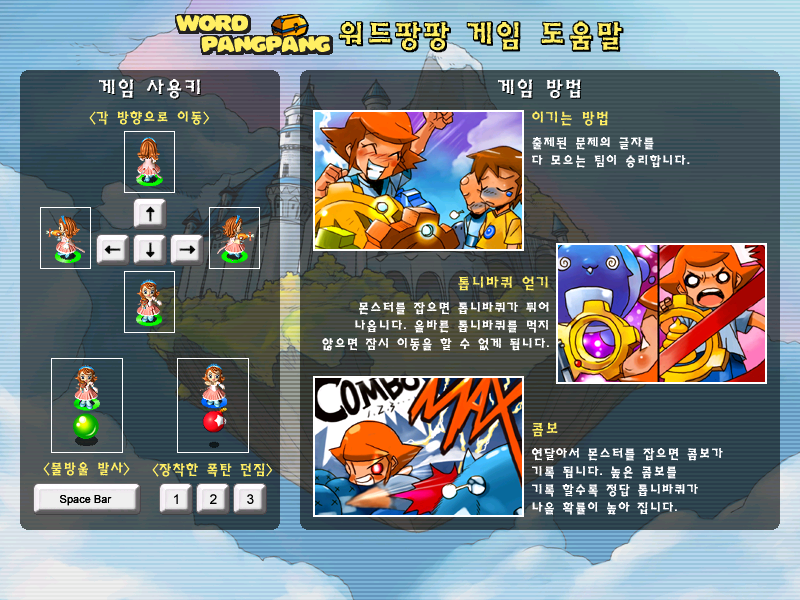 WORD PANGPANG 워드팡팡 게임 도움말
게임 사용키
<각 방향으로 이동>
↑
← ↓ →
<물방울 발사> <장착한 폭탄 던짐>
Space Bar 1 2 3
게임 방법
이기는 방법
출제된 문제의 글자를
다 모으는 팀이 승리합니다.
톱니바퀴 얻기
몬스터를 잡으면 톱니바퀴가 튀어
나옵니다. 올바른 톱니바퀴를 먹지
않으면 잠시 이동을 할 수 없게 됩니다.
COMBO
1.2.3...
MAX
콤보
연달아서 몬스터를 잡으면 콤보가
기록 됩니다. 높은 콤보를
기록 할수록 정답 톱니바퀴가
나올 확률이 높아 집니다.